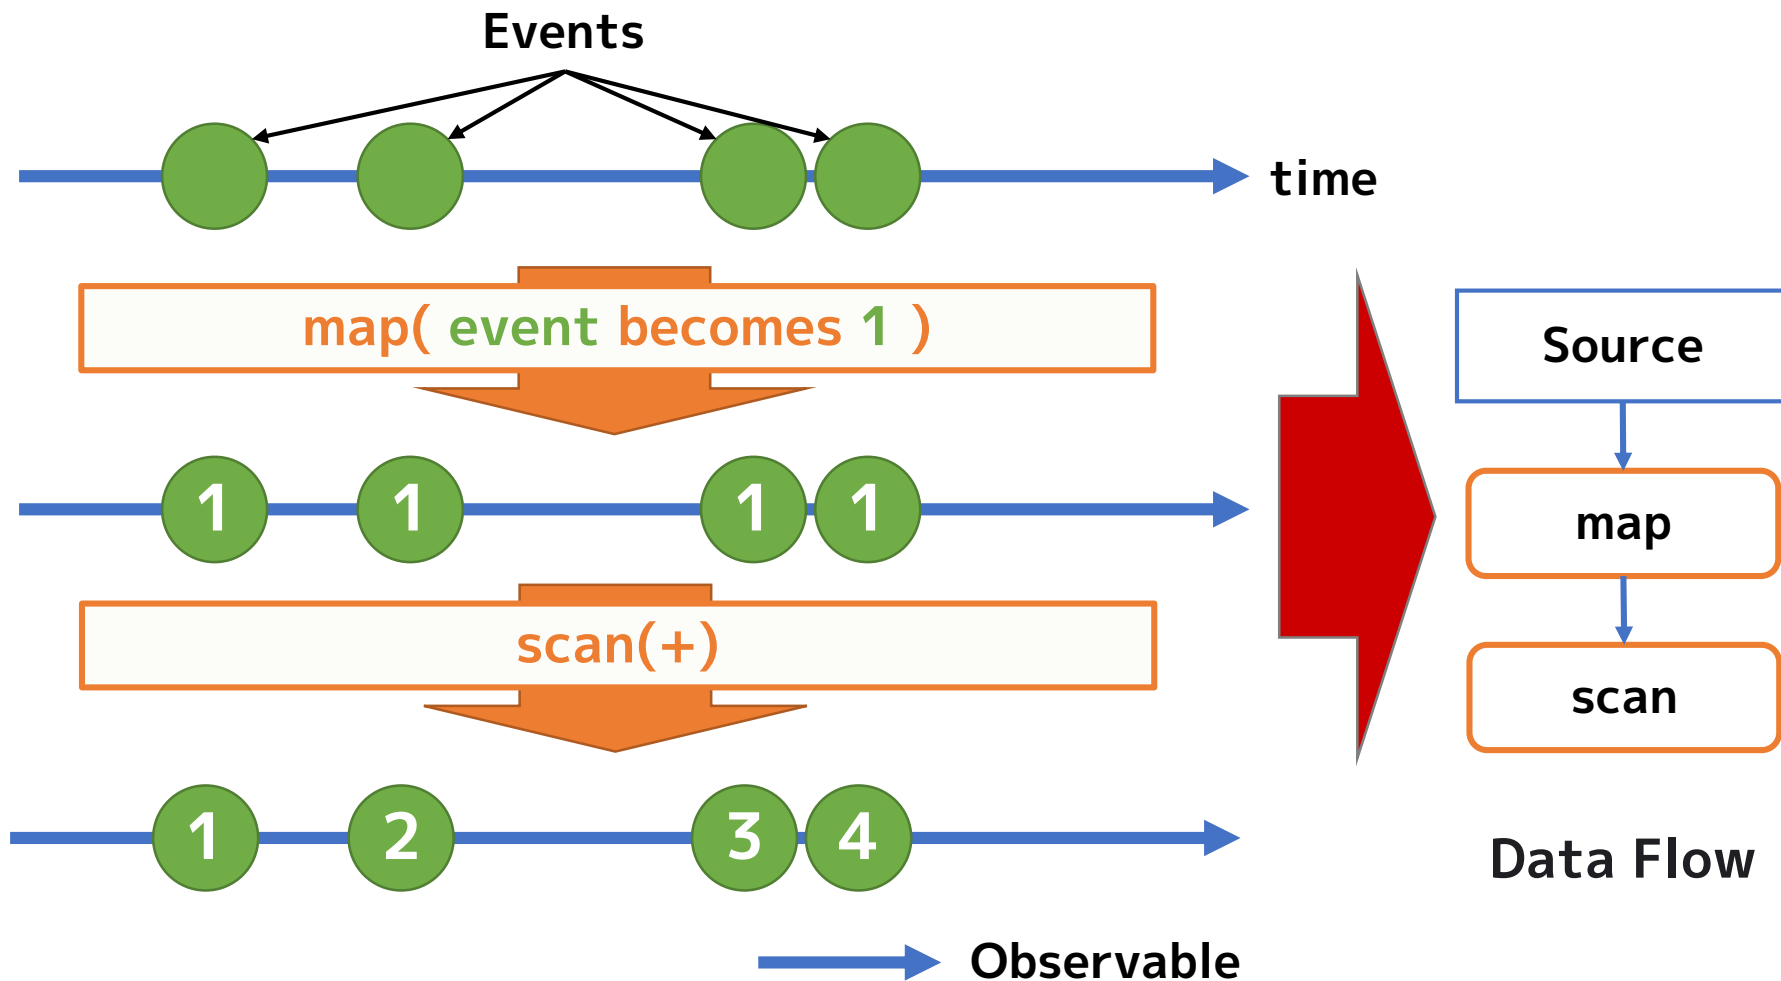 Events
time
map( event becomes 1 )
1 1 1 1
scan(+)
1 2 3 4
Source
map
scan
Data Flow
Observable